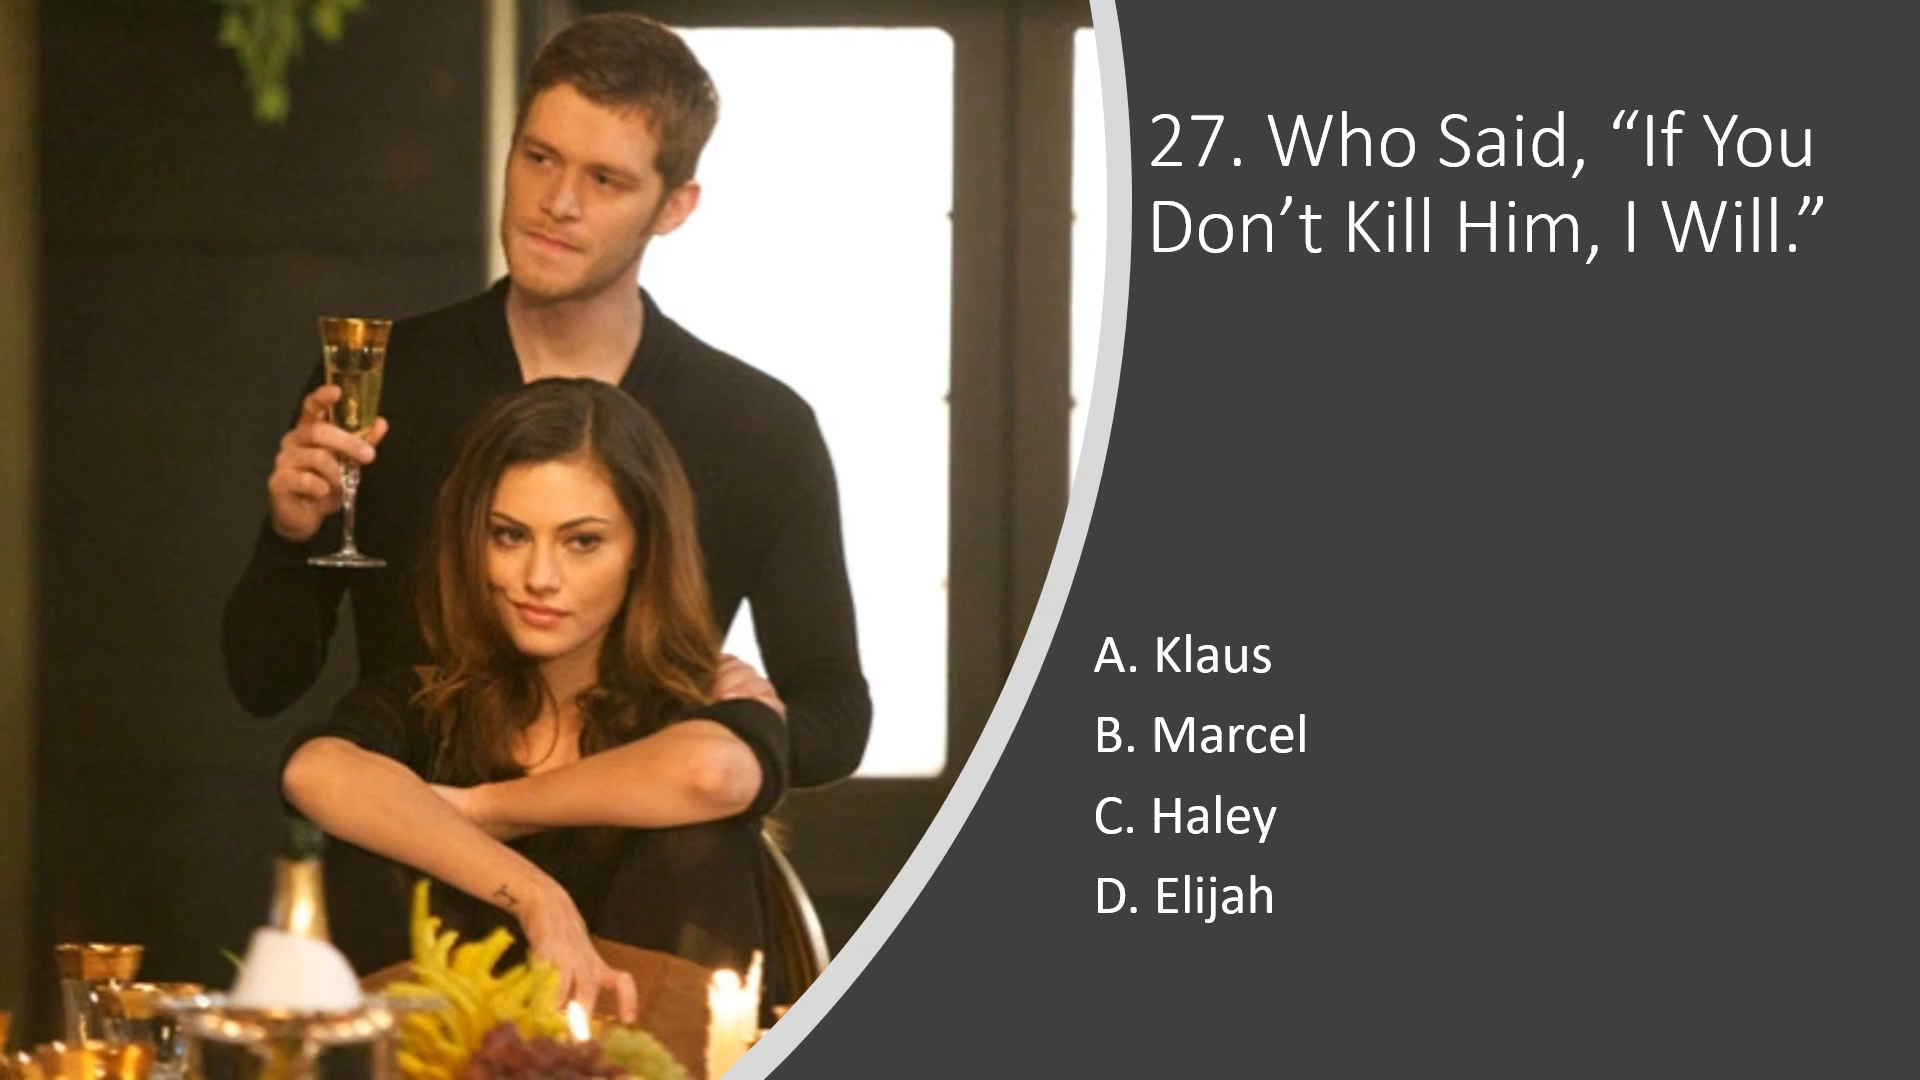 27. Who Said, “If You
Don’t Kill Him, I Will.”
A. Klaus
B. Marcel
C. Haley
D. Elijah